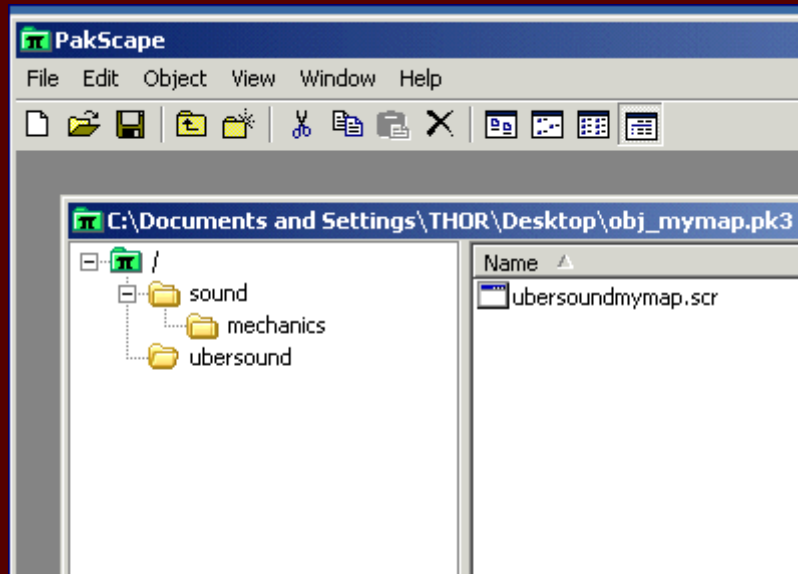 PakScape
File Edit Object View Window Help
C:\Documents and Settings\THOR\Desktop\obj_mymap.pk3
/
Name
sound
ubersoundmymap.scr
mechanics
ubersound